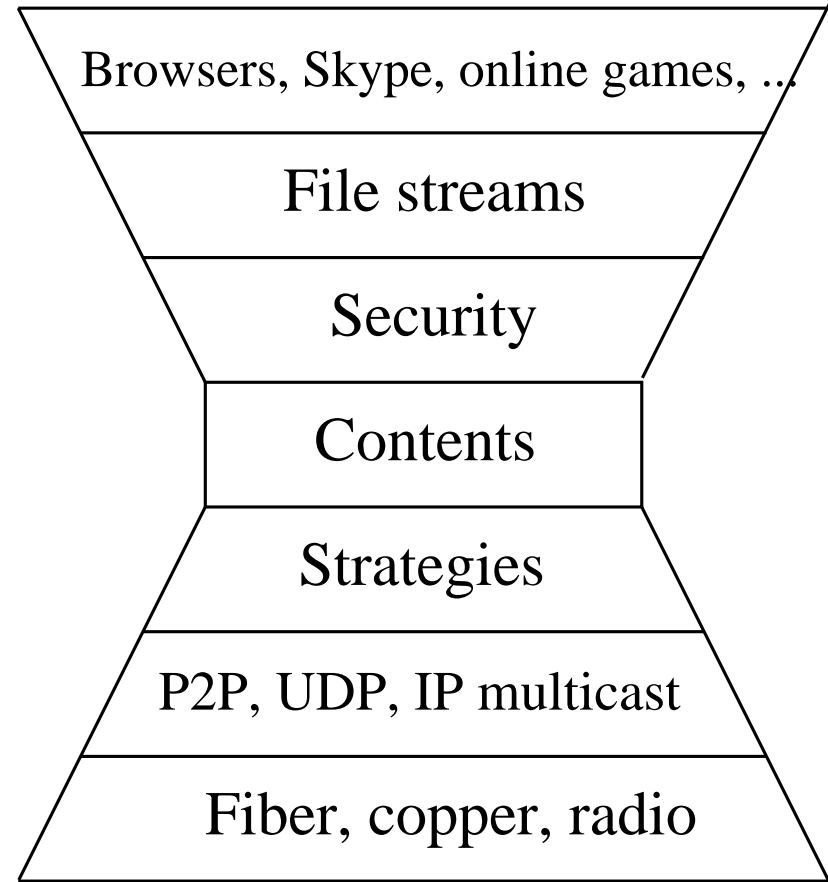 Browsers, Skype, online games, ...
File streams
Security
Contents
Strategies
P2P, UDP, IP multicast
Fiber, copper, radio